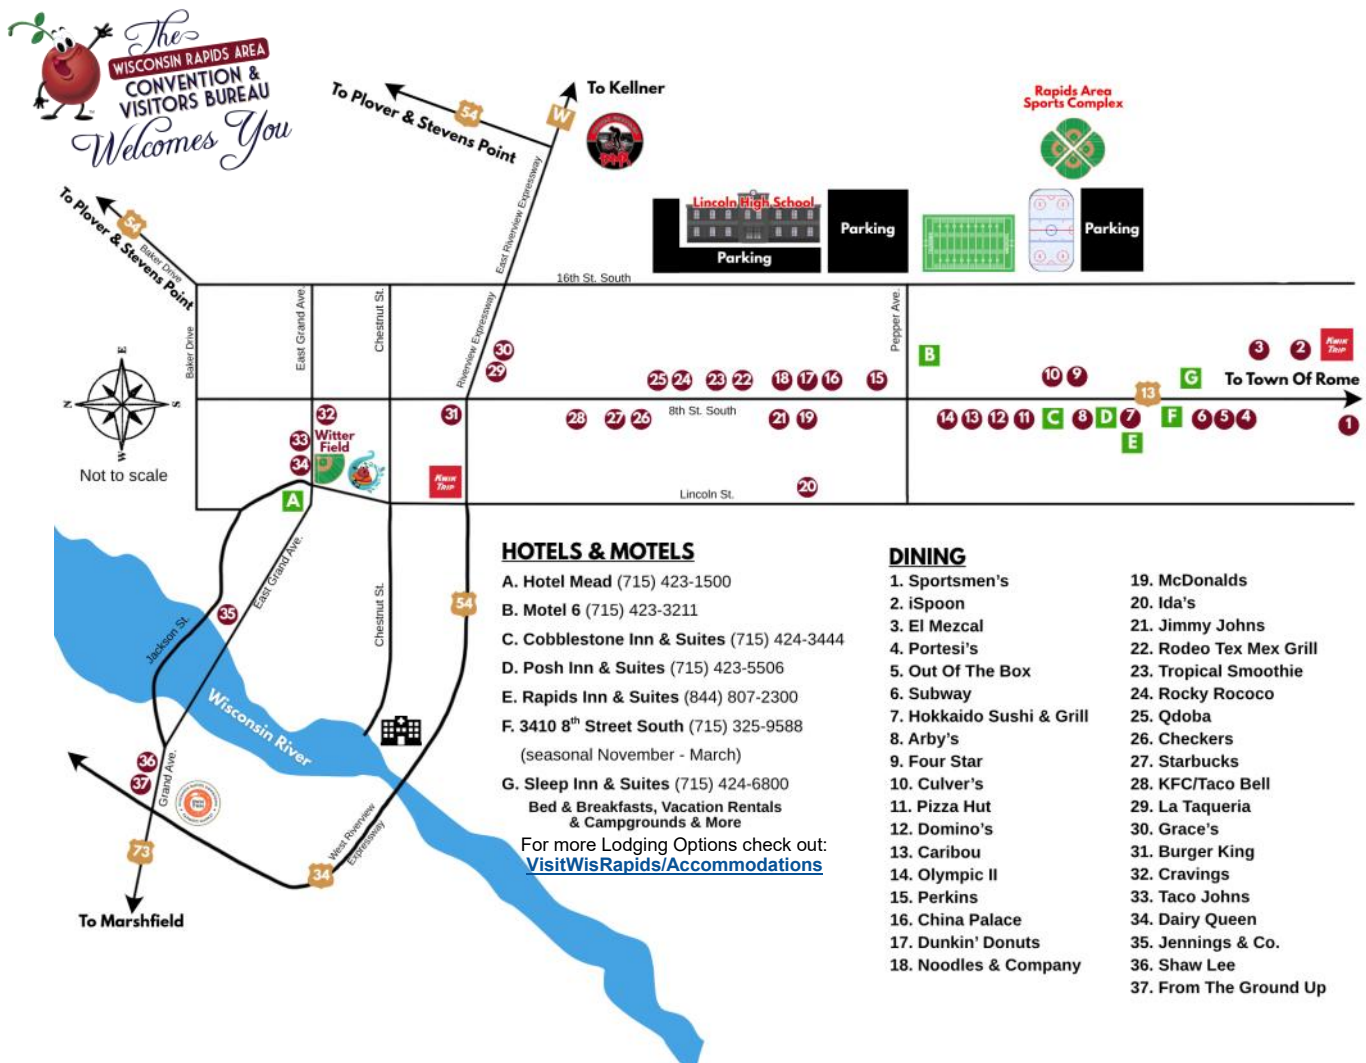 The
WISCONSIN RAPIDS AREA
CONVENTION &
VISITORS BUREAU
Welcomes You
To Plover & Stevens Point
54
W
To Kellner
Rapids Area
Sports Complex
To Plover & Stevens Point
54
Baker Drive
East Riverview Expressway
Lincoln High School
Parking
Parking
Parking
16th St. South
Baker Drive
East Grand Ave.
Chestnut St.
Riverview Expressway
Pepper Ave.
E
N
S
W
Not to scale
30
29
25 24 23 22 18 17 16 15
B
10 9
3 2
KWIK
TRIP
G
To Town Of Rome
13
8th St. South
32
31
33
34
Witter
Field
28 27 26 21 19
14 13 12 11 C 8 D 7 F 6 5 4
1
E
KWIK
TRIP
A
20
Lincoln St.
East Grand Ave.
Chestnut St.
54
35
Jackson St.
Wisconsin River
36
37
Grand Ave.
West Riverview
Expressway
73
34
To Marshfield
HOTELS & MOTELS
A. Hotel Mead (715) 423-1500
B. Motel 6 (715) 423-3211
C. Cobblestone Inn & Suites (715) 424-3444
D. Posh Inn & Suites (715) 423-5506
E. Rapids Inn & Suites (844) 807-2300
F. 3410 8th Street South (715) 325-9588
(seasonal November - March)
G. Sleep Inn & Suites (715) 424-6800
Bed & Breakfasts, Vacation Rentals
& Campgrounds & More
For more Lodging Options check out:
VisitWisRapids/Accommodations
DINING
1. Sportsmen's
2. iSpoon
3. El Mezcal
4. Portesi's
5. Out Of The Box
6. Subway
7. Hokkaido Sushi & Grill
8. Arby's
9. Four Star
10. Culver's
11. Pizza Hut
12. Domino's
13. Caribou
14. Olympic II
15. Perkins
16. China Palace
17. Dunkin' Donuts
18. Noodles & Company
19. McDonalds
20. Ida's
21. Jimmy Johns
22. Rodeo Tex Mex Grill
23. Tropical Smoothie
24. Rocky Rococo
25. Qdoba
26. Checkers
27. Starbucks
28. KFC/Taco Bell
29. La Taqueria
30. Grace's
31. Burger King
32. Cravings
33. Taco Johns
34. Dairy Queen
35. Jennings & Co.
36. Shaw Lee
37. From The Ground Up